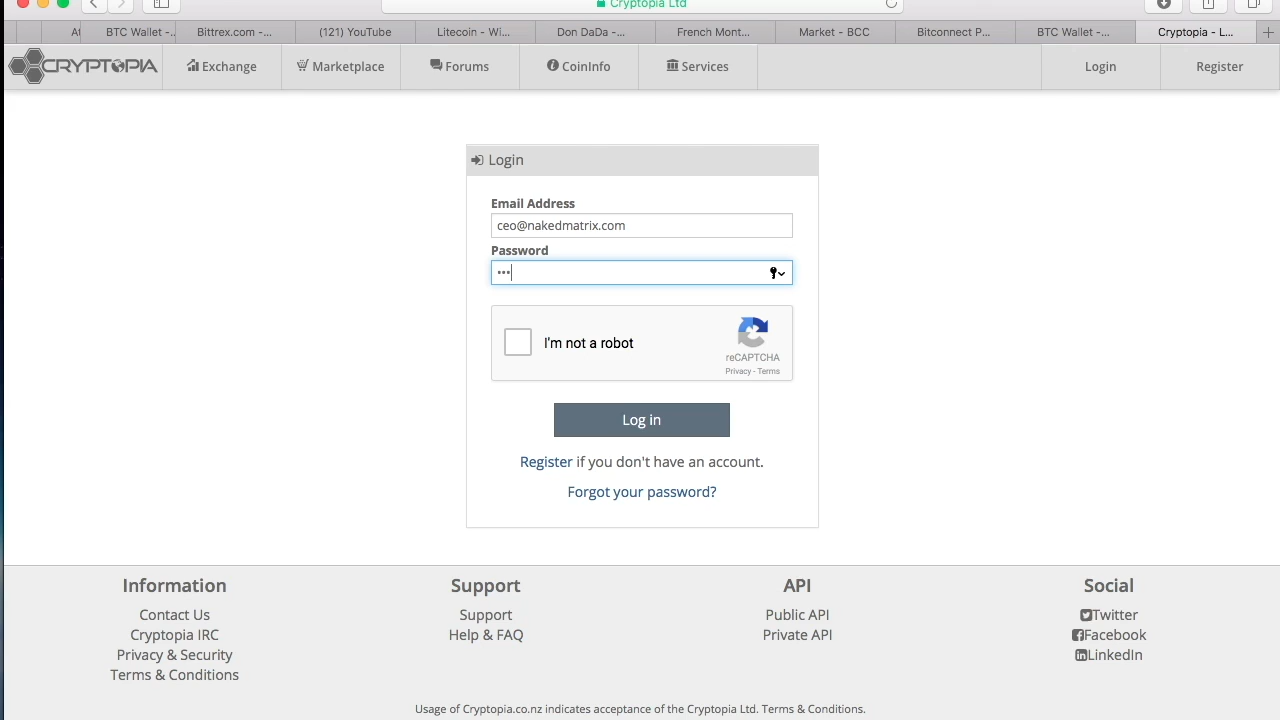 Cryptopia Ltd
At
BTC Wallet -..
Bittrex.com -...
(121) YouTube
Litecoin - Wi...
Don DaDa -...
French Mont...
Market - BCC
Bitconnect P...
BTC Wallet -...
Cryptopia - L...
CRYPTOPIA
Exchange
Marketplace
Forums
CoinInfo
Services
Login
Register
Login
Email Address
ceo@nakedmatrix.com
Password
•••
I'm not a robot
reCAPTCHA
Privacy - Terms
Log in
Register if you don't have an account.
Forgot your password?
Information
Contact Us
Cryptopia IRC
Privacy & Security
Terms & Conditions
Support
Support
Help & FAQ
API
Public API
Private API
Social
Twitter
Facebook
LinkedIn
Usage of Cryptopia.co.nz indicates acceptance of the Cryptopia Ltd. Terms & Conditions.